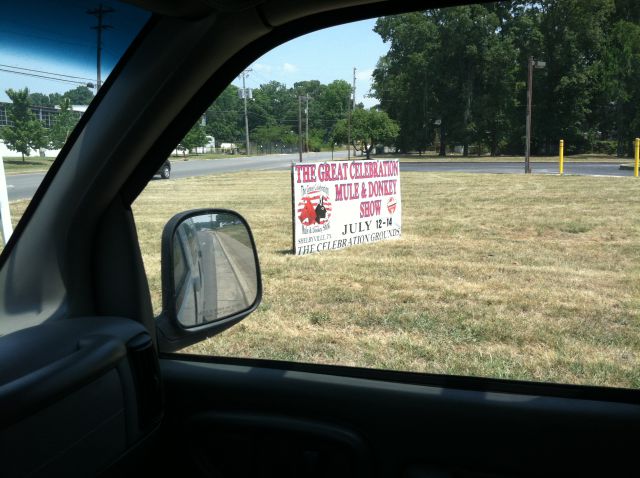 THE GREAT CELEBRATION
MULE & DONKEY
SHOW
JULY 12-14
SHELBYVILLE, TN
THE CELEBRATION GROUNDS